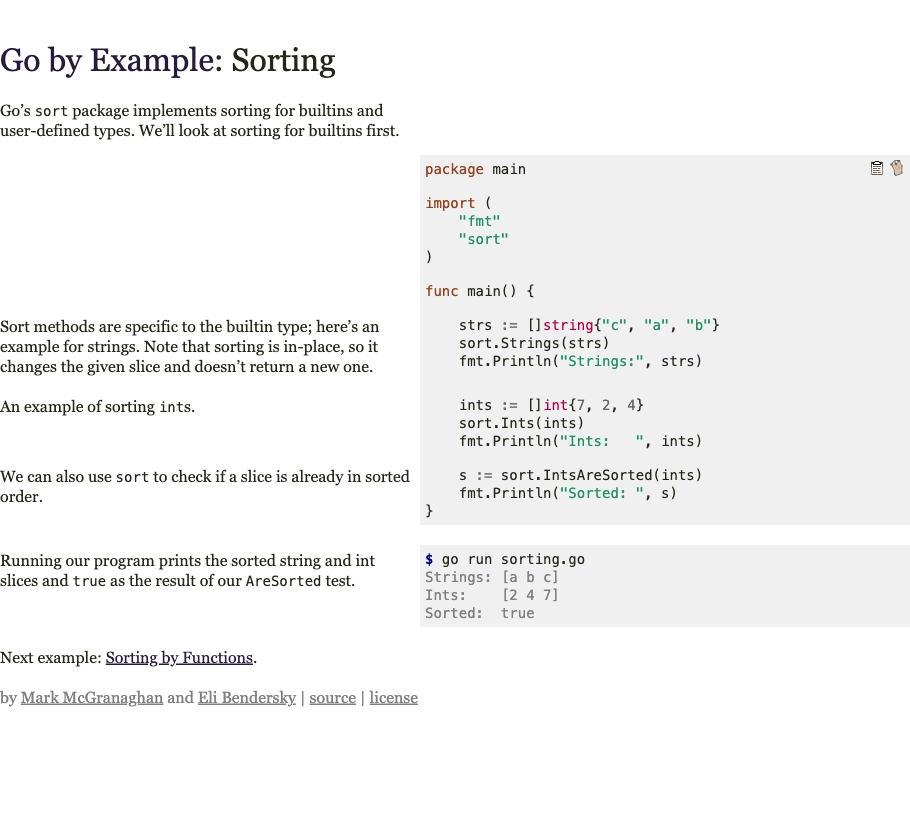 Go by Example: Sorting
Go’s sort package implements sorting for builtins and
user-defined types. We’ll look at sorting for builtins first.
package main
import (
    "fmt"
    "sort"
)
func main() {
Sort methods are specific to the builtin type; here’s an
example for strings. Note that sorting is in-place, so it
changes the given slice and doesn’t return a new one.
    strs := []string{"c", "a", "b"}
    sort.Strings(strs)
    fmt.Println("Strings:", strs)
An example of sorting ints.
    ints := []int{7, 2, 4}
    sort.Ints(ints)
    fmt.Println("Ints:   ", ints)
We can also use sort to check if a slice is already in sorted
order.
    s := sort.IntsAreSorted(ints)
    fmt.Println("Sorted: ", s)
}
Running our program prints the sorted string and int
slices and true as the result of our AreSorted test.
$ go run sorting.go
Strings: [a b c]
Ints:    [2 4 7]
Sorted:  true
Next example: Sorting by Functions.
by Mark McGranaghan and Eli Bendersky | source | license